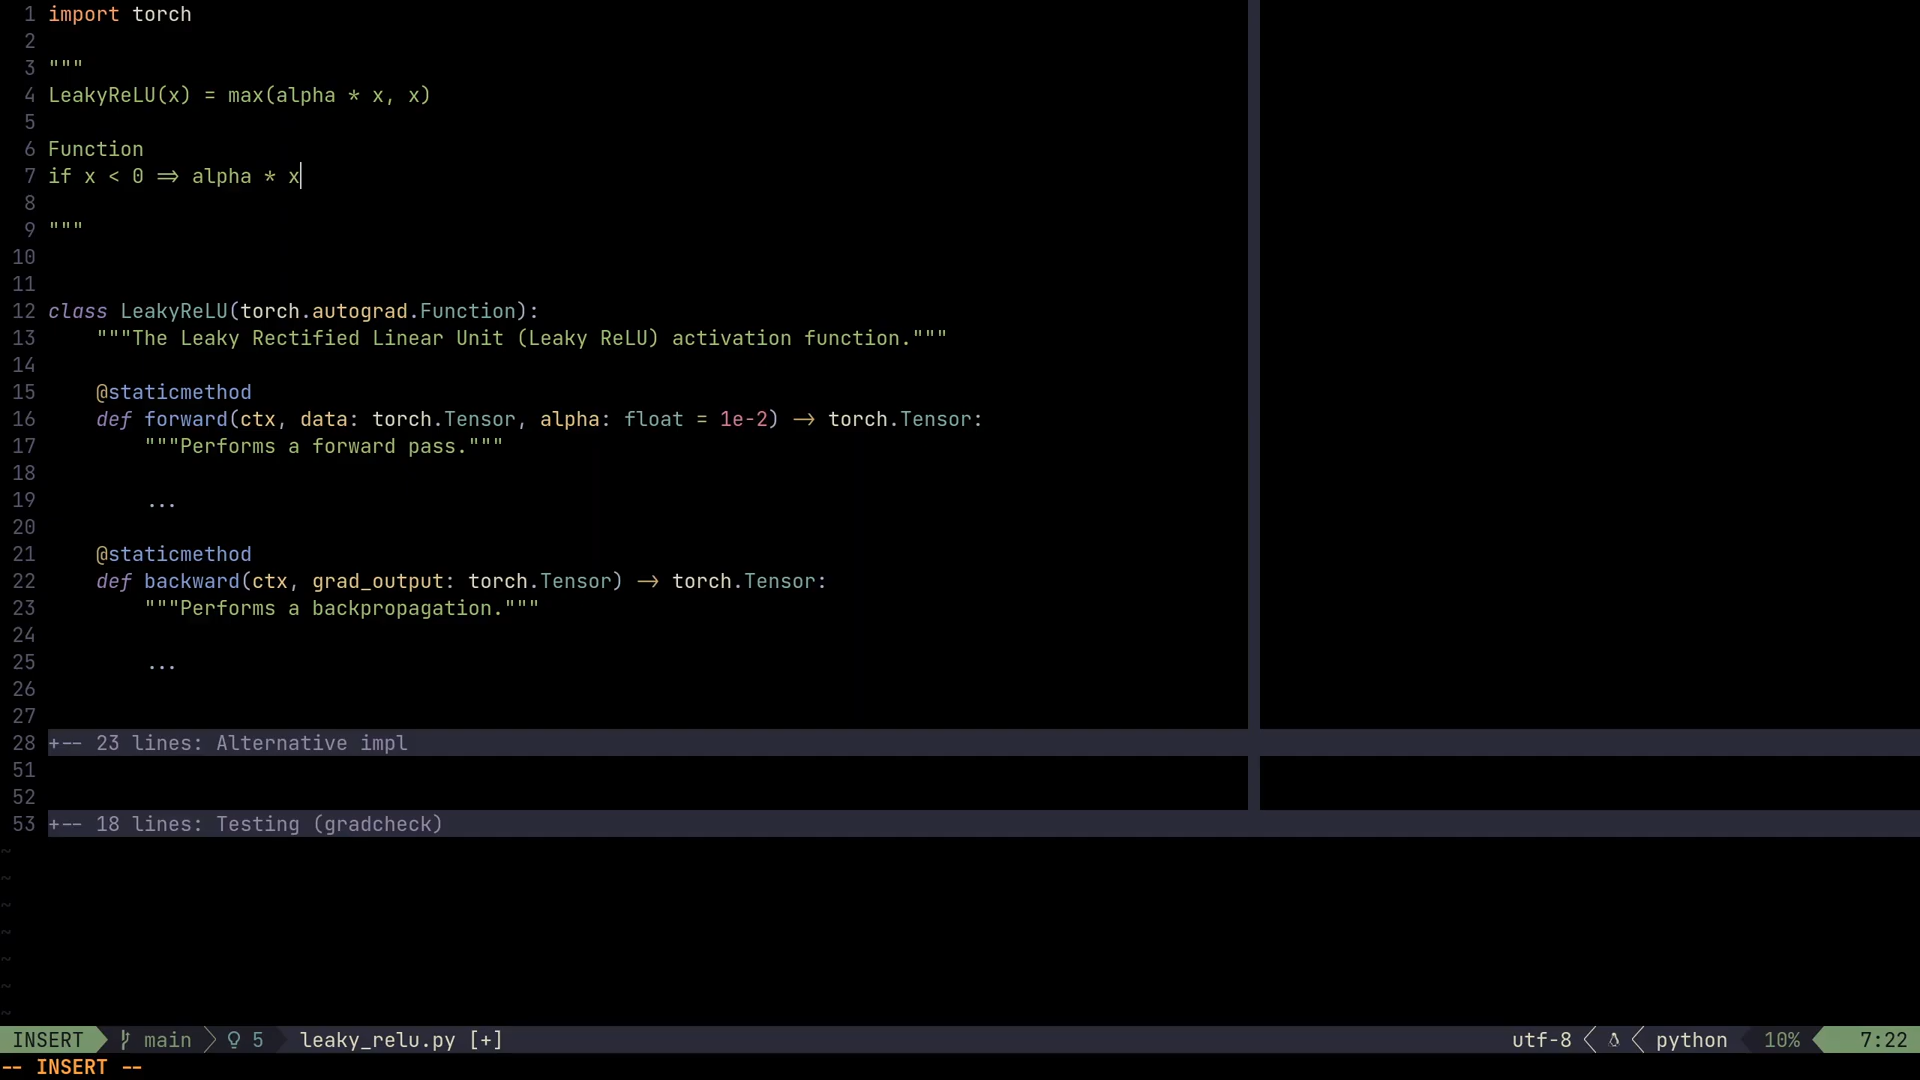 1 import torch
2
3 """
4 LeakyReLU(x) = max(alpha * x, x)
5
6 Function
7 if x < 0 => alpha * x
8
9 """
10
11
12 class LeakyReLU(torch.autograd.Function):
13     """The Leaky Rectified Linear Unit (Leaky ReLU) activation function."""
14
15     @staticmethod
16     def forward(ctx, data: torch.Tensor, alpha: float = 1e-2) -> torch.Tensor:
17         """Performs a forward pass."""
18
19         ...
20
21     @staticmethod
22     def backward(ctx, grad_output: torch.Tensor) -> torch.Tensor:
23         """Performs a backpropagation."""
24
25         ...
26
27
28 +-- 23 lines: Alternative impl
51
52
53 +-- 18 lines: Testing (gradcheck)
~
~
~
~
~
~
~
INSERT main 5 leaky_relu.py [+] utf-8 python 10% 7:22
-- INSERT --